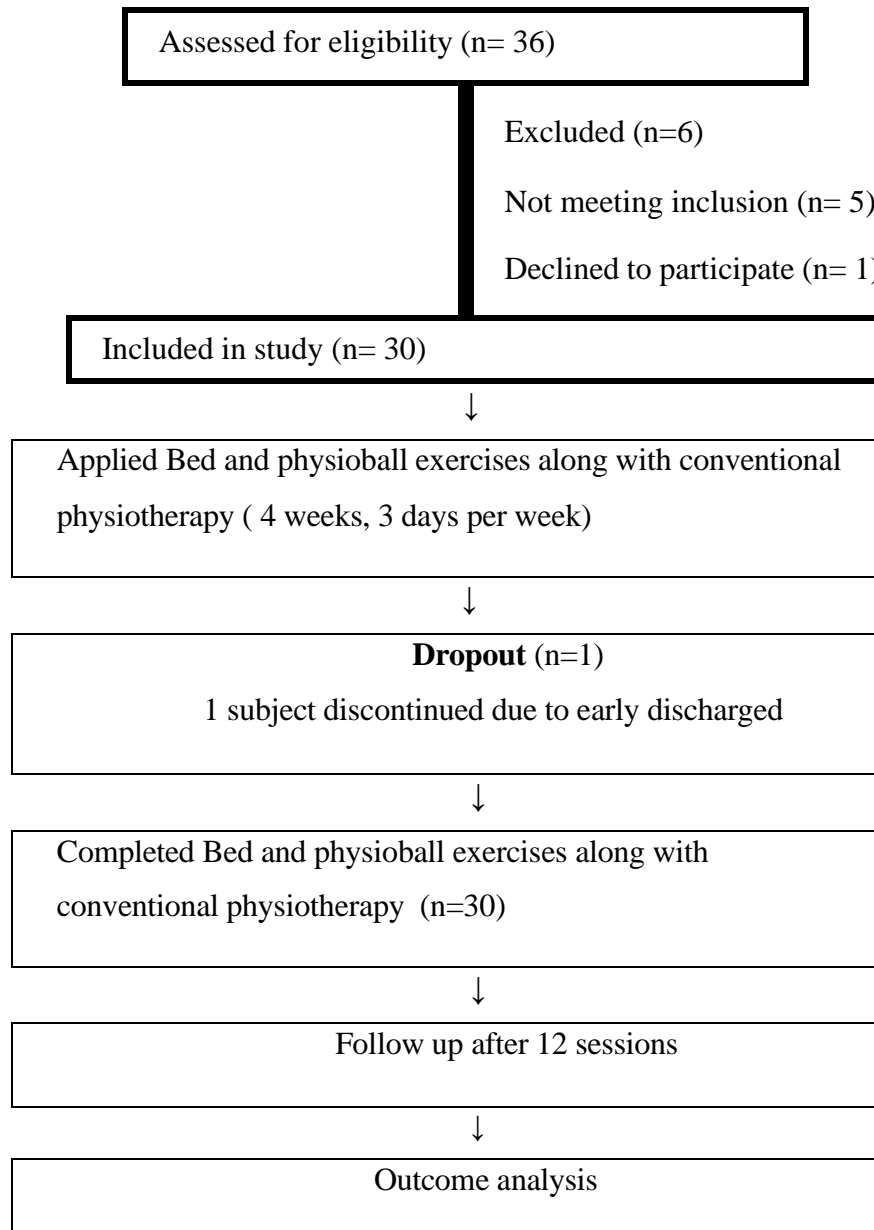 Assessed for eligibility (n= 36)
Excluded (n=6)
Not meeting inclusion (n= 5)
Declined to participate (n= 1)
Included in study (n= 30)
↓
Applied Bed and physioball exercises along with conventional
physiotherapy ( 4 weeks, 3 days per week)
↓
Dropout (n=1)
1 subject discontinued due to early discharged
↓
Completed Bed and physioball exercises along with
conventional physiotherapy (n=30)
↓
Follow up after 12 sessions
↓
Outcome analysis